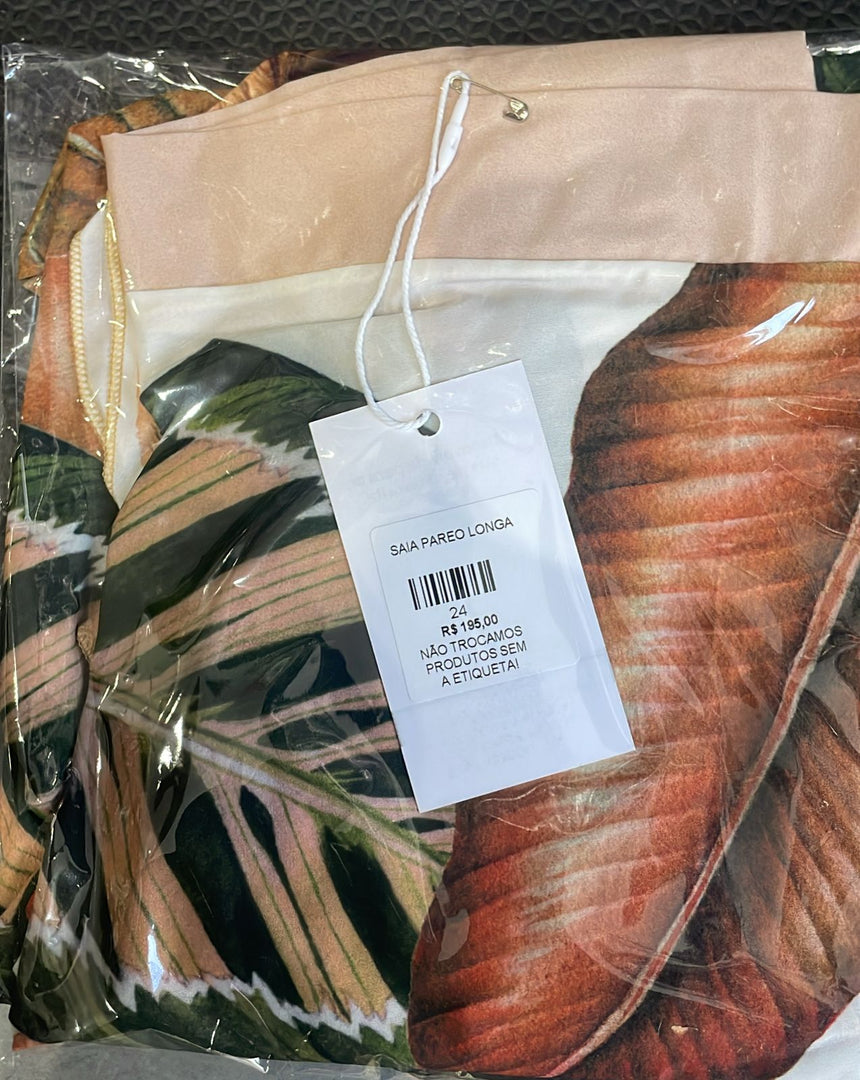 SAIA PAREO LONGA
24
R$ 195,00
NÃO TROCAMOS
PRODUTOS SEM
A ETIQUETA!